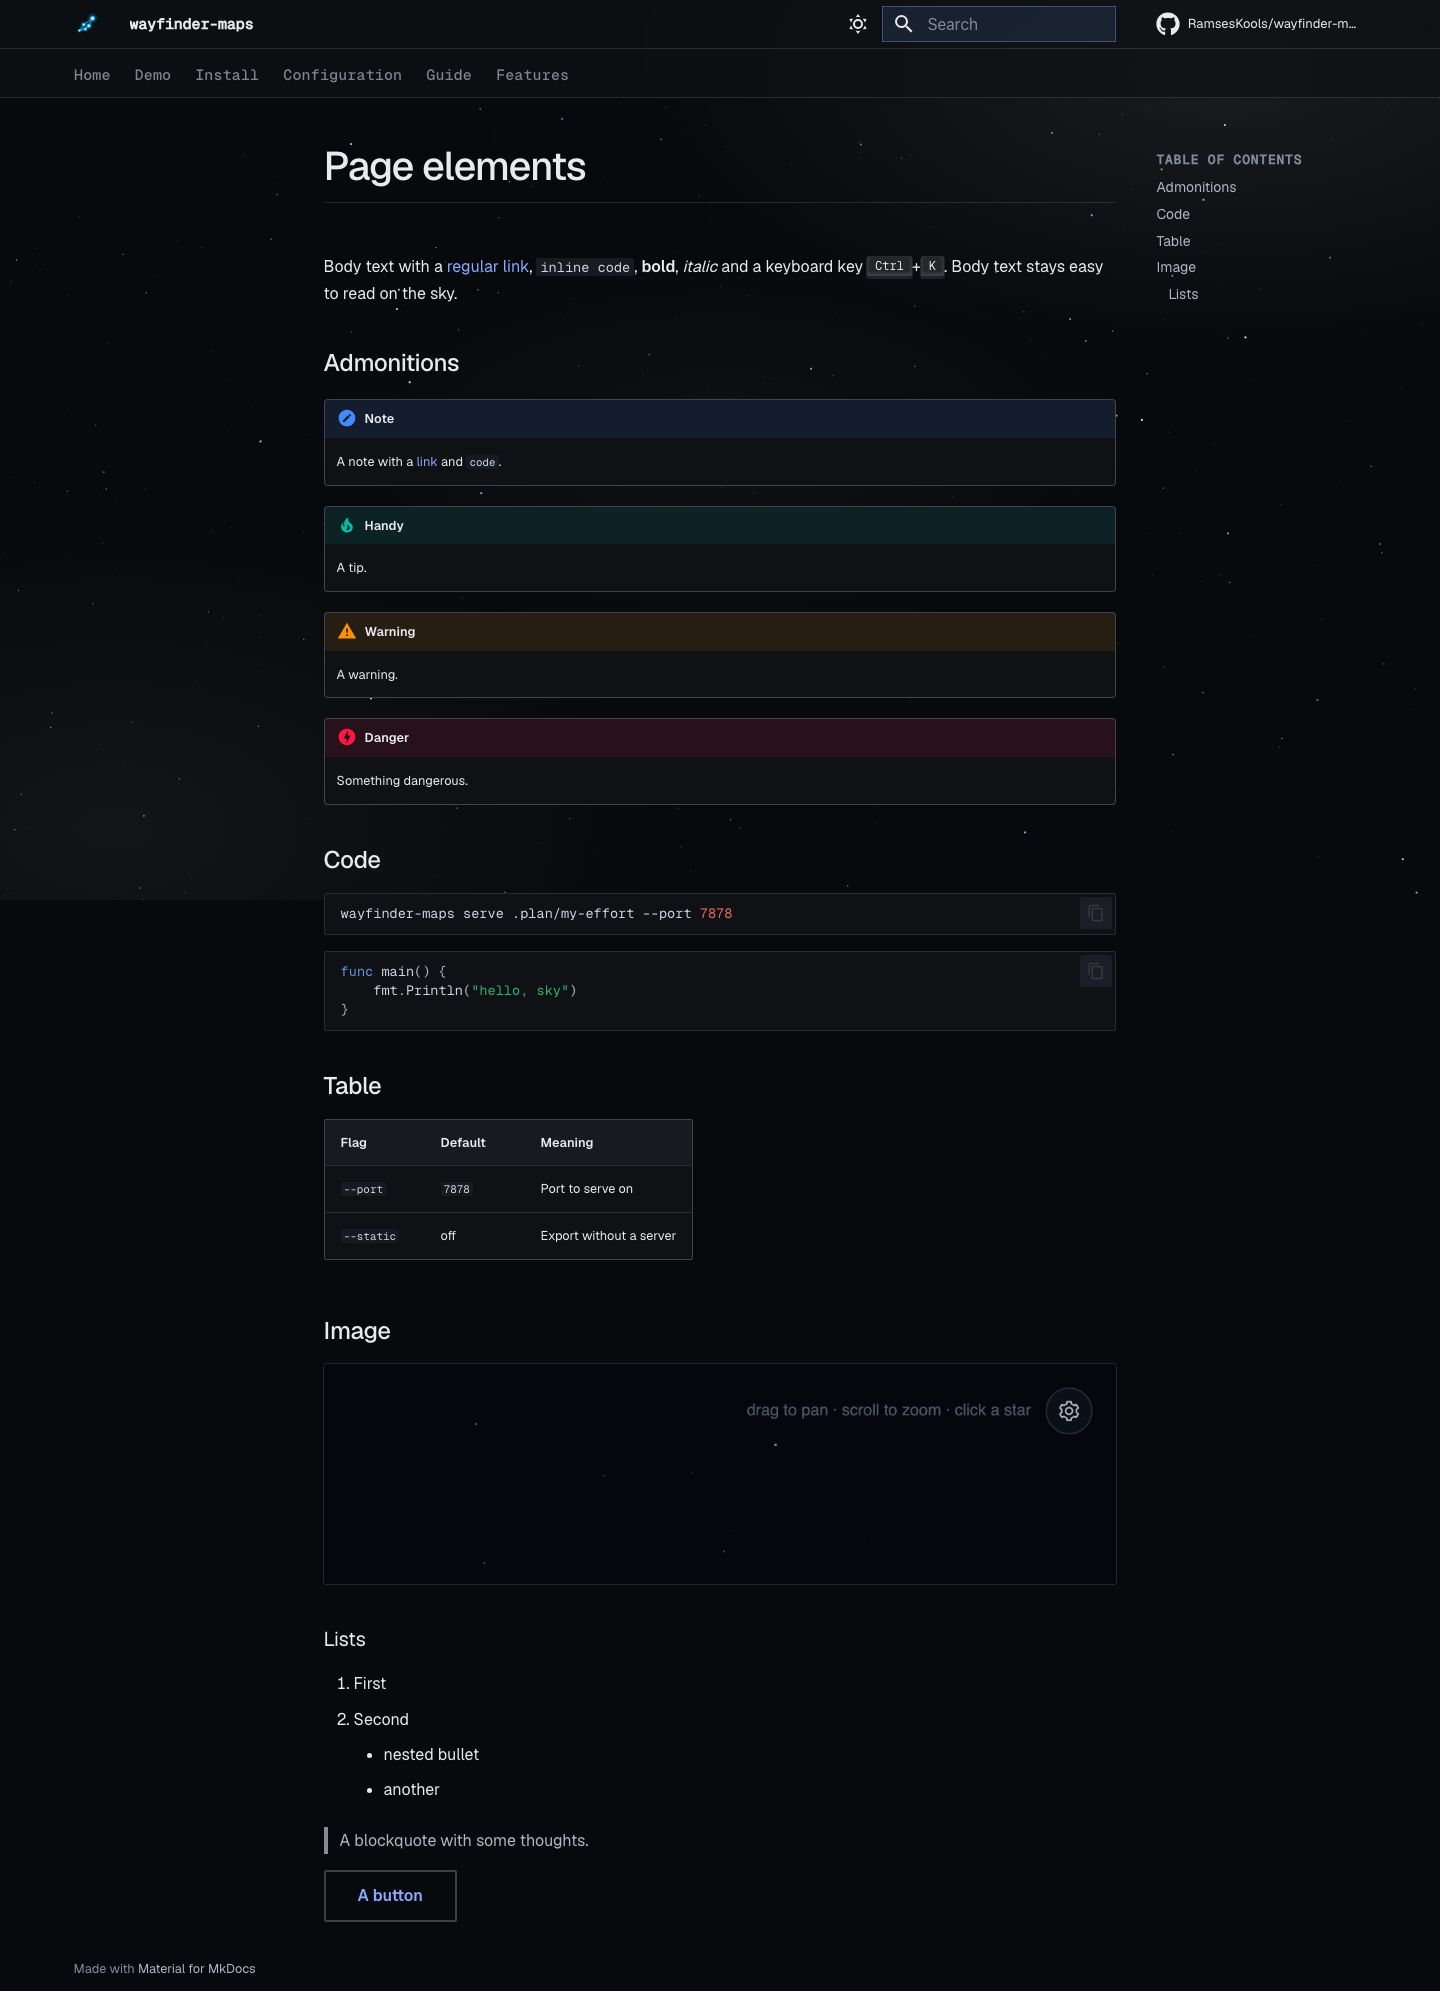 wayfinder-maps
Search
RamsesKools/wayfinder-m…
Home Demo Install Configuration Guide Features
Page elements
TABLE OF CONTENTS
Admonitions
Code
Table
Image
Lists
Body text with a regular link, inline code, bold, italic and a keyboard key Ctrl+K. Body text stays easy
to read on the sky.
Admonitions
Note
A note with a link and code.
Handy
A tip.
Warning
A warning.
Danger
Something dangerous.
Code
wayfinder-maps serve .plan/my-effort --port 7878
func main() {
    fmt.Println("hello, sky")
}
Table
Flag Default Meaning
--port 7878 Port to serve on
--static off Export without a server
Image
drag to pan · scroll to zoom · click a star
Lists
1. First
2. Second
• nested bullet
• another
A blockquote with some thoughts.
A button
Made with Material for MkDocs